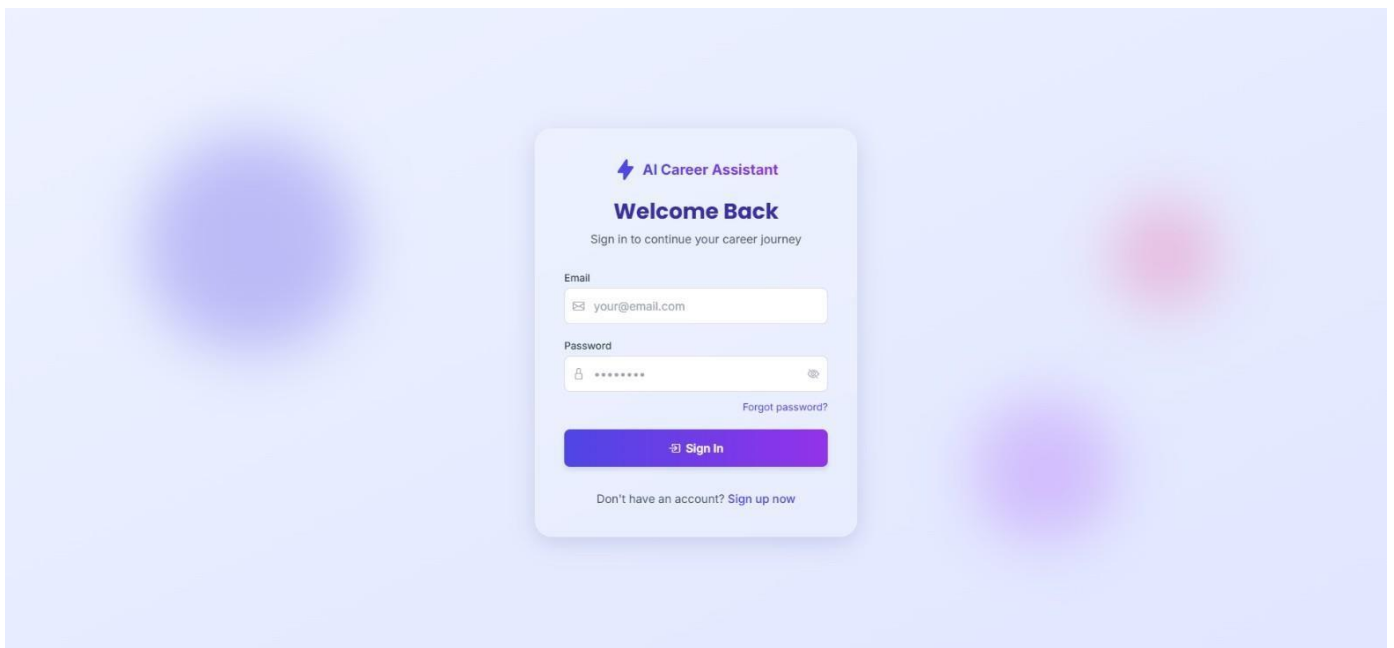 AI Career Assistant
Welcome Back
Sign in to continue your career journey
Email
your@email.com
Password
••••••••
Forgot password?
Sign In
Don't have an account? Sign up now